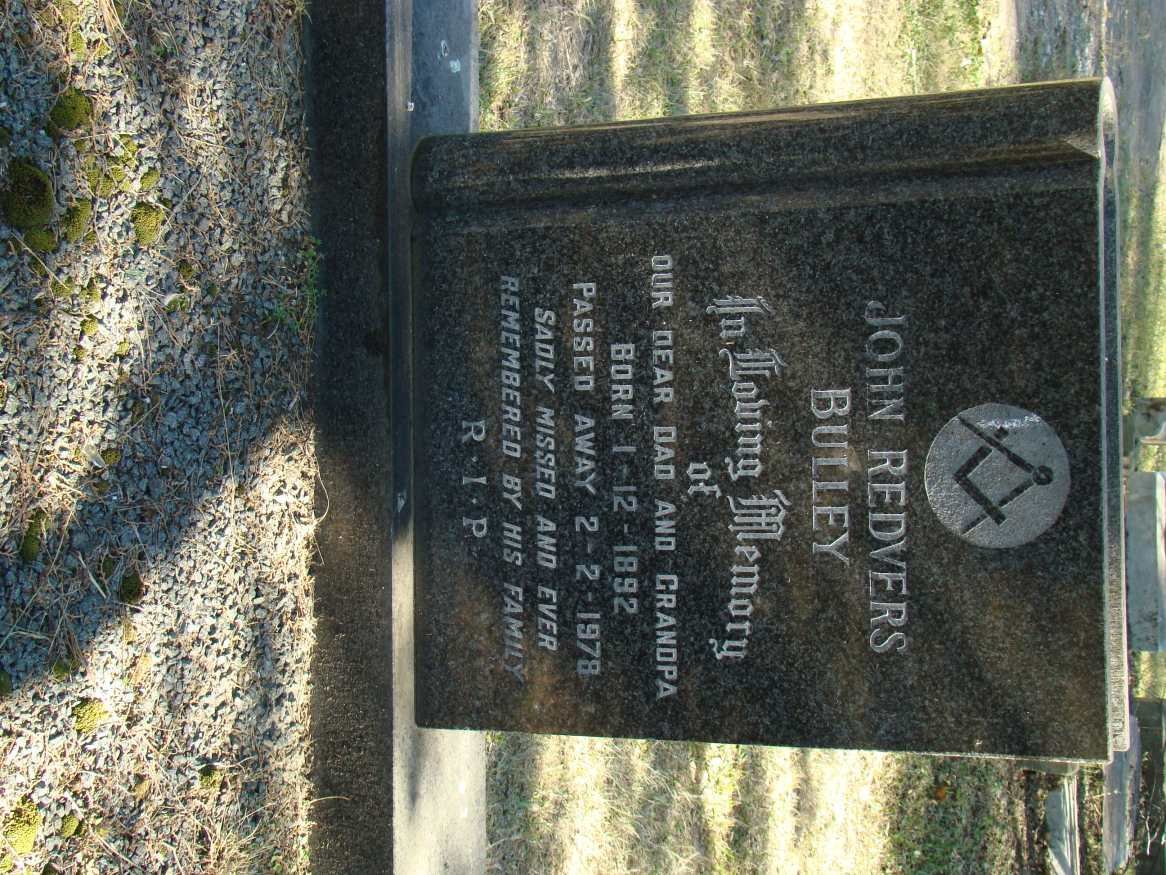 JOHN REDVERS
BULLEY
In Loving Memory
of
OUR DEAR DAD AND GRANDPA
BORN 1-12-1892
PASSED AWAY 2-2-1978
SADLY MISSED AND EVER
REMEMBERED BY HIS FAMILY
R.I.P.